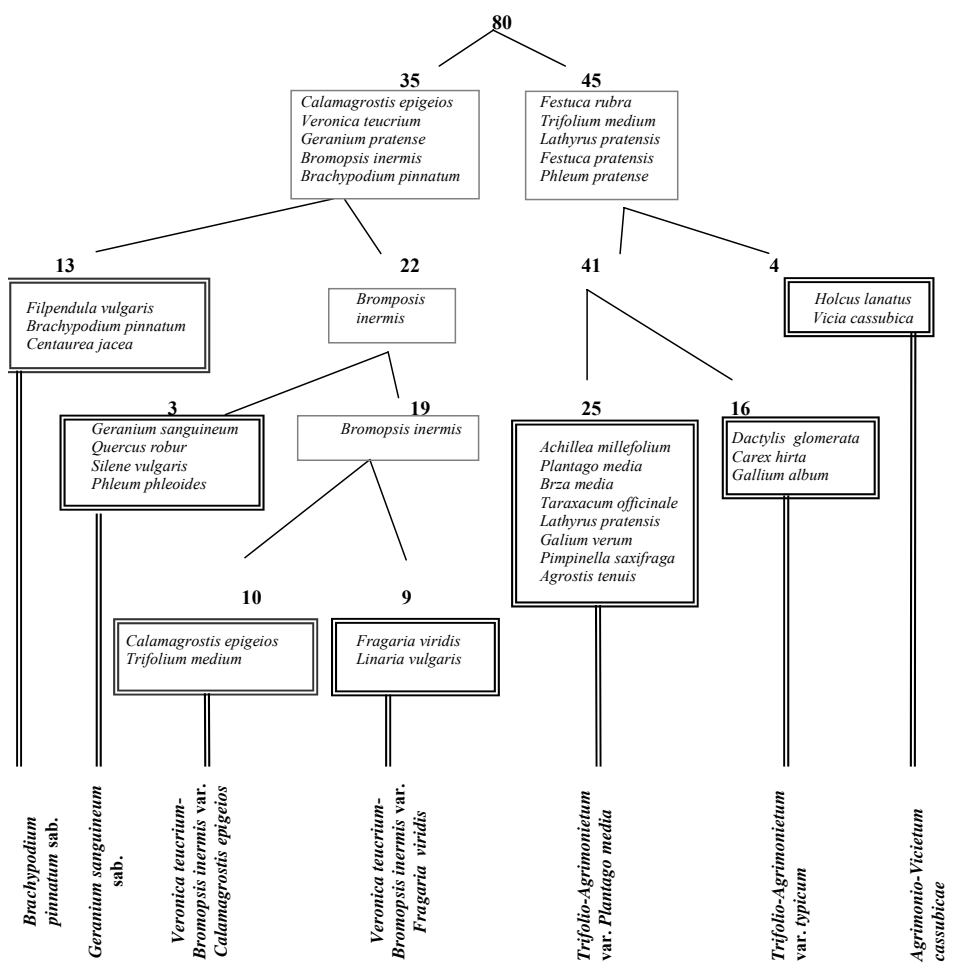 80
35
Calamagrostis epigeios
Veronica teucrium
Geranium pratense
Bromopsis inermis
Brachypodium pinnatum
45
Festuca rubra
Trifolium medium
Lathyrus pratensis
Festuca pratensis
Phleum pratense
13
Filpendula vulgaris
Brachypodium pinnatum
Centaurea jacea
22
Bromposis
inermis
41
4
Holcus lanatus
Vicia cassubica
3
Geranium sanguineum
Quercus robur
Silene vulgaris
Phleum phleoides
19
Bromopsis inermis
25
Achillea millefolium
Plantago media
Brza media
Taraxacum officinale
Lathyrus pratensis
Galium verum
Pimpinella saxifraga
Agrostis tenuis
16
Dactylis glomerata
Carex hirta
Gallium album
10
Calamagrostis epigeios
Trifolium medium
9
Fragaria viridis
Linaria vulgaris
Brachypodium
pinnatum sab.
Geranium sanguineum
sab.
Veronica teucrium-
Bromopsis inermis var.
Calamagrostis epigeios
Veronica teucrium-
Bromopsis inermis var.
Fragaria viridis
Trifolio-Agrimonietum
var. Plantago media
Trifolio-Agrimonietum
var. typicum
Agrimonio-Vicietum
cassubicae